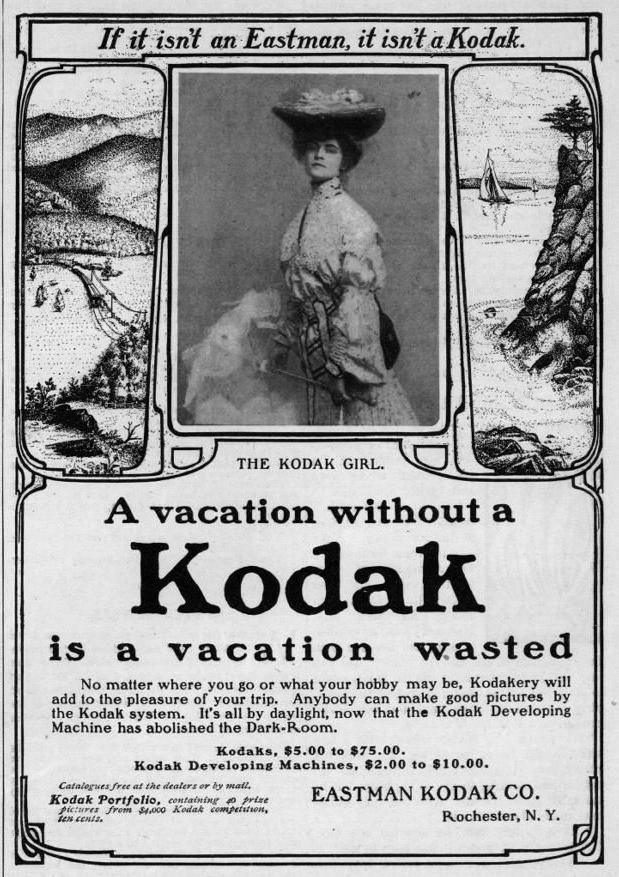 If it isn't an Eastman, it isn't a Kodak.
THE KODAK GIRL.
A vacation without a
Kodak
is a vacation wasted
No matter where you go or what your hobby may be, Kodakery will
add to the pleasure of your trip. Anybody can make good pictures by
the Kodak system. It's all by daylight, now that the Kodak Developing
Machine has abolished the Dark-Room.
Kodaks, $5.00 to $75.00.
Kodak Developing Machines, $2.00 to $10.00.
Catalogues free at the dealers or by mail.
Kodak Portfolio, containing 40 prize
pictures from $4,000 Kodak competition,
ten cents.
EASTMAN KODAK CO.
Rochester, N. Y.